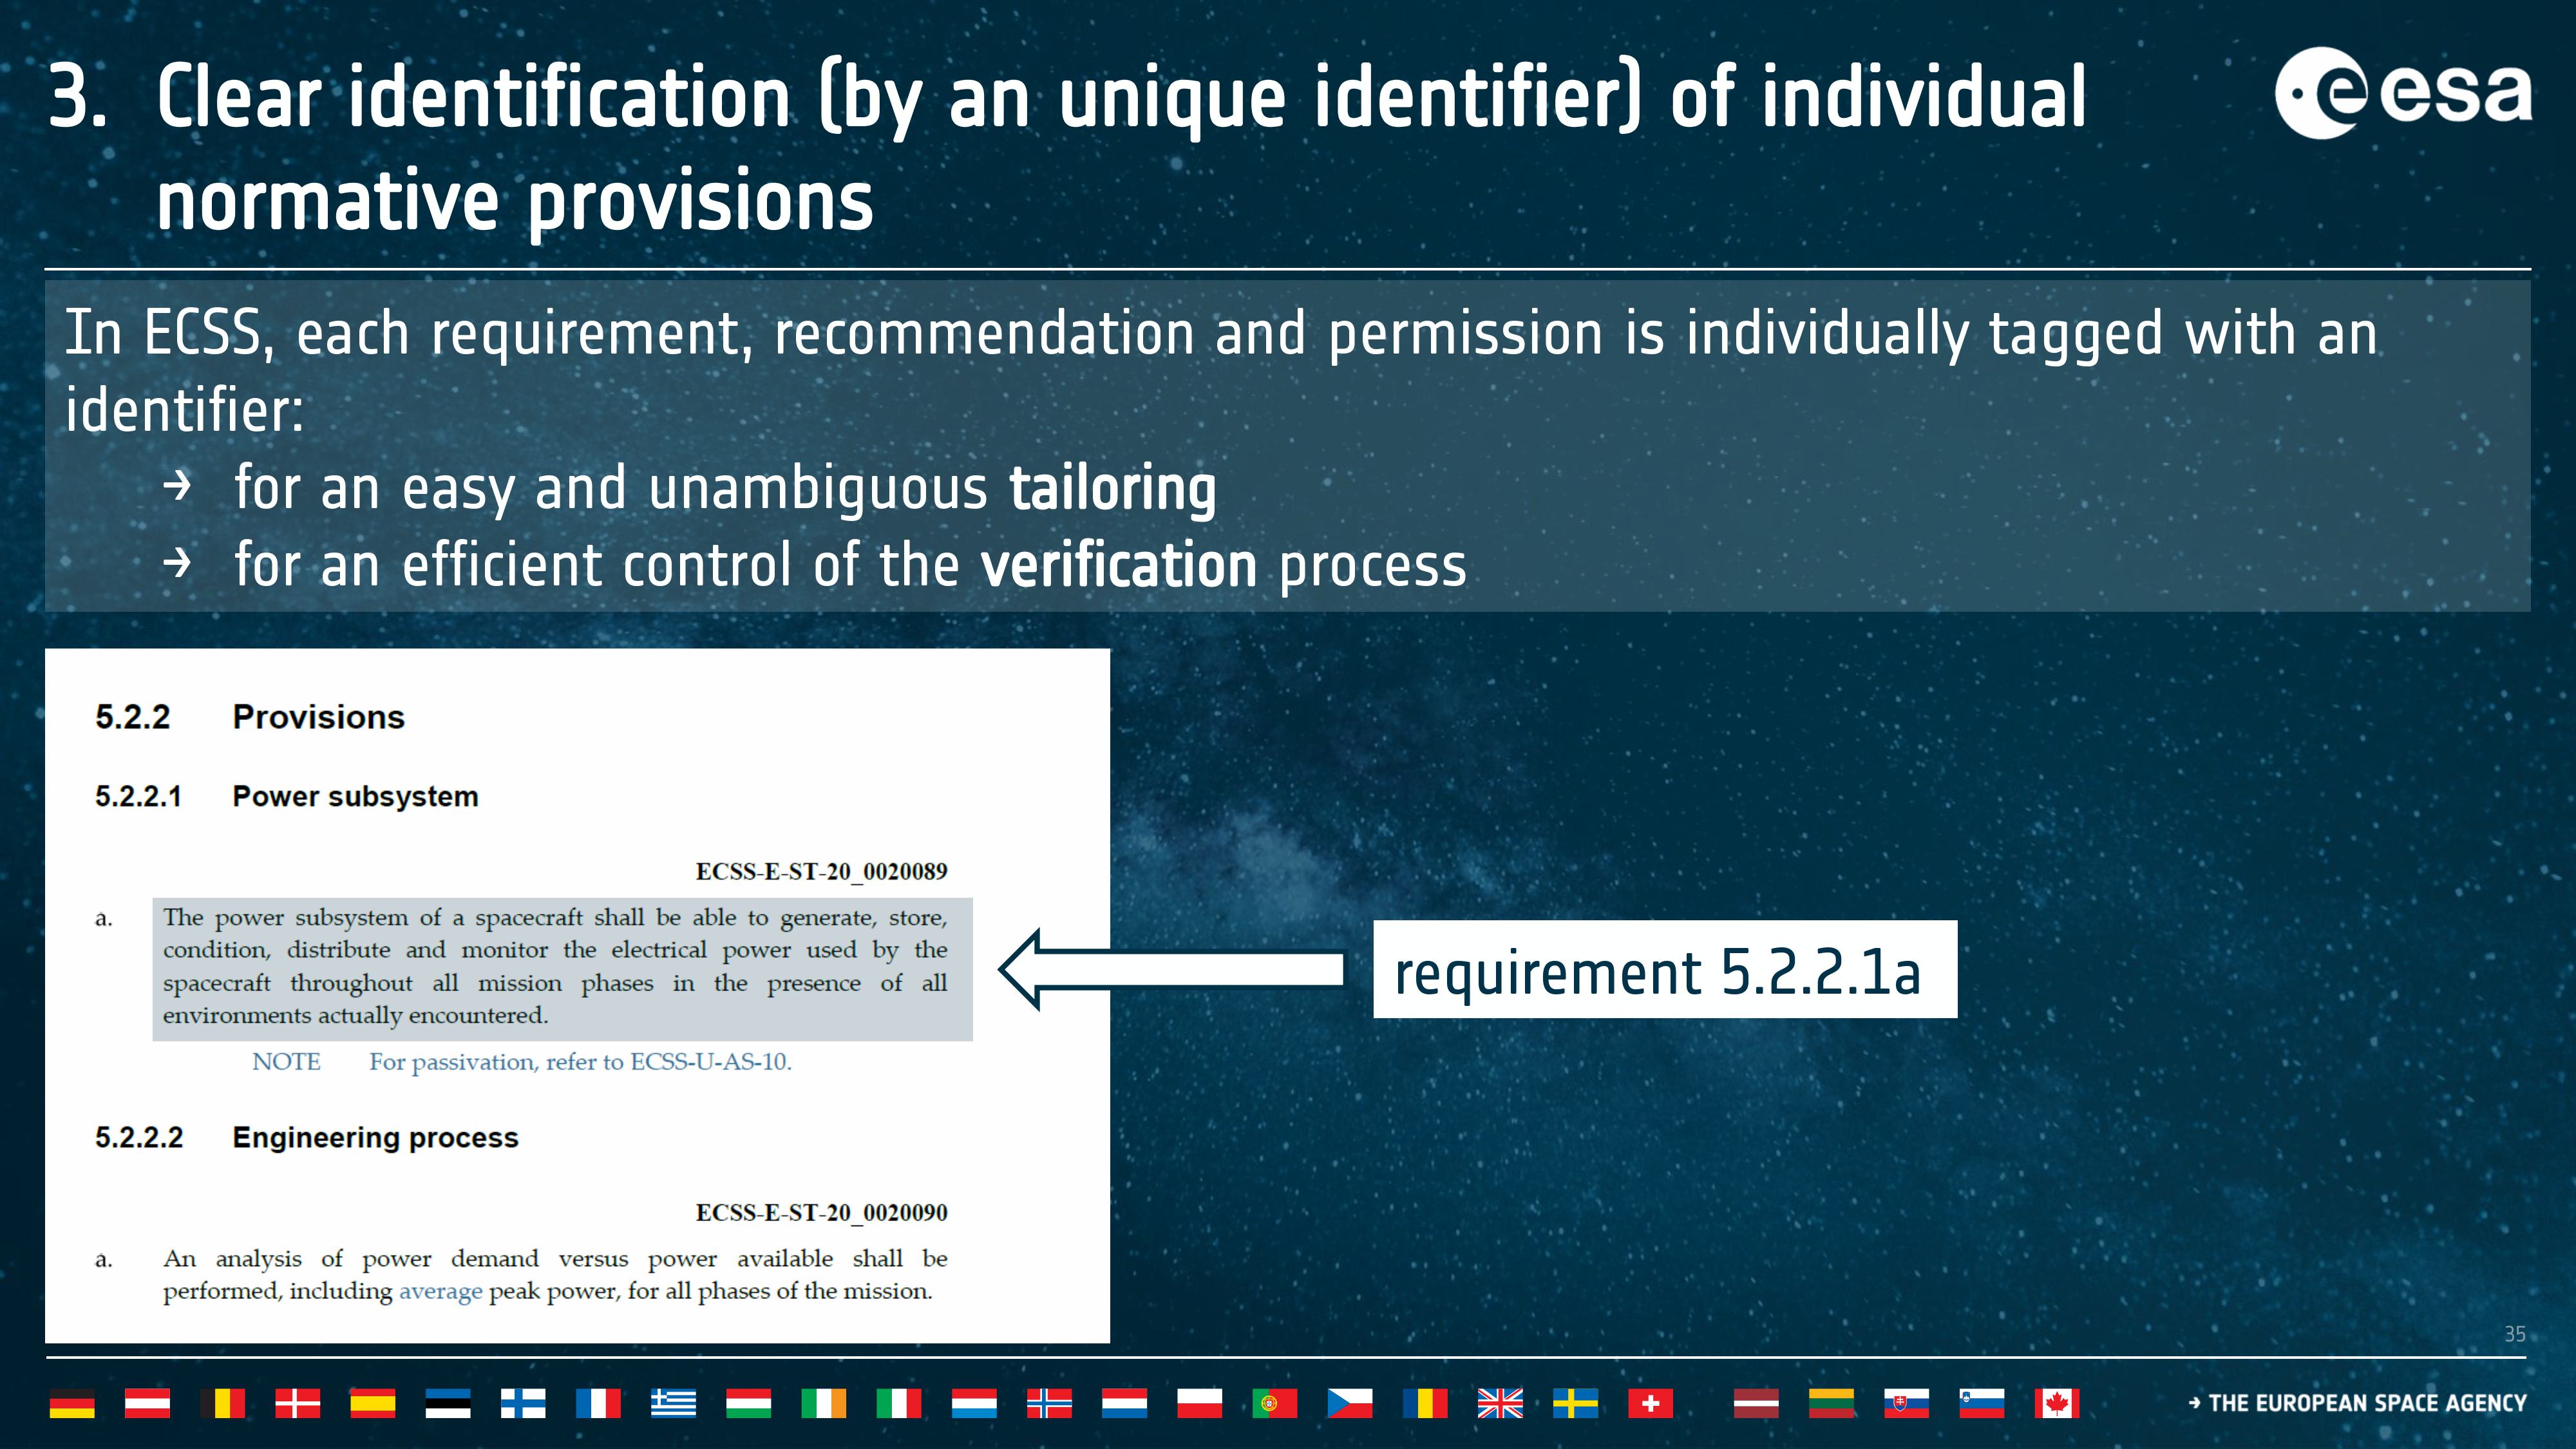 3. Clear identification (by an unique identifier) of individual
normative provisions
esa
In ECSS, each requirement, recommendation and permission is individually tagged with an
identifier:
→ for an easy and unambiguous tailoring
→ for an efficient control of the verification process
5.2.2 Provisions
5.2.2.1 Power subsystem
ECSS-E-ST-20_0020089
a. The power subsystem of a spacecraft shall be able to generate, store,
condition, distribute and monitor the electrical power used by the
spacecraft throughout all mission phases in the presence of all
environments actually encountered.
NOTE For passivation, refer to ECSS-U-AS-10.
5.2.2.2 Engineering process
ECSS-E-ST-20_0020090
a. An analysis of power demand versus power available shall be
performed, including average peak power, for all phases of the mission.
requirement 5.2.2.1a
35
→ THE EUROPEAN SPACE AGENCY